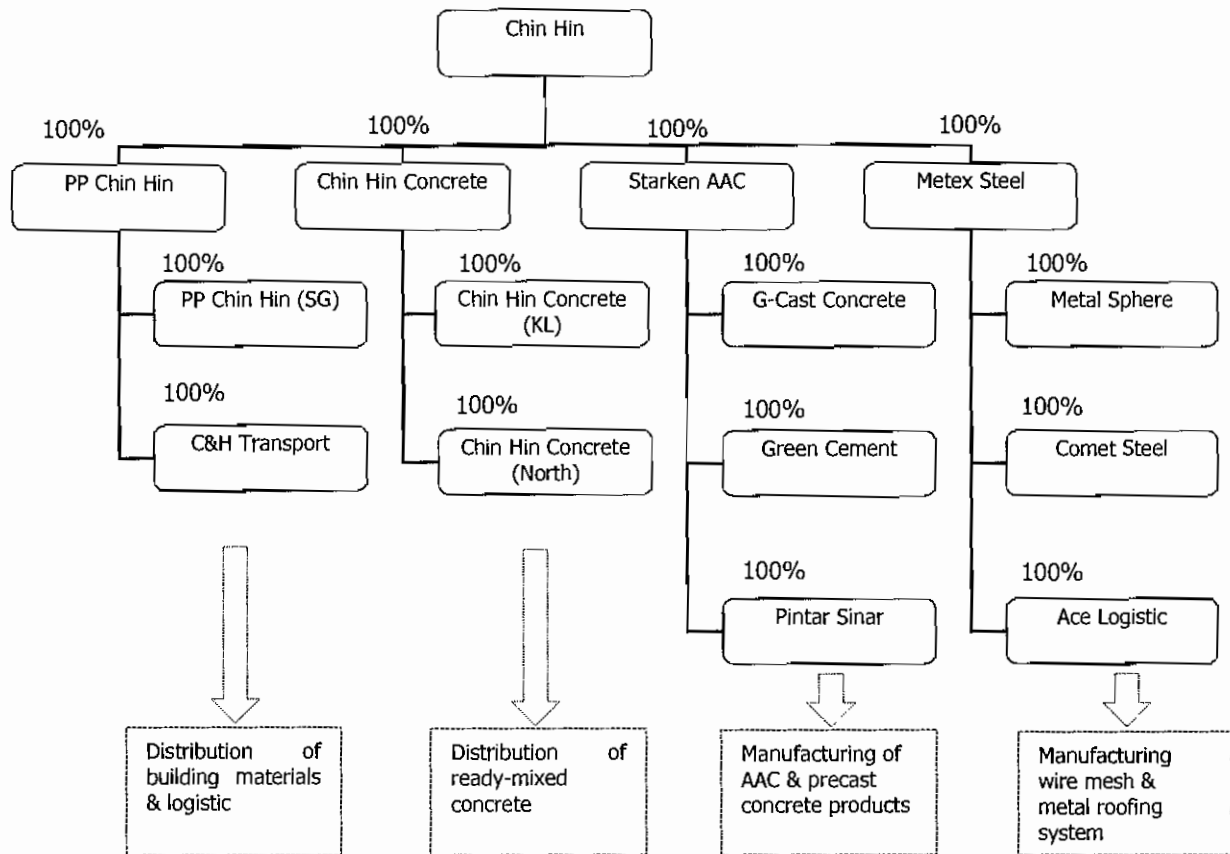 Chin Hin
100%
100%
100%
100%
PP Chin Hin
Chin Hin Concrete
Starken AAC
Metex Steel
100%
100%
100%
100%
PP Chin Hin (SG)
Chin Hin Concrete
(KL)
G-Cast Concrete
Metal Sphere
100%
100%
100%
100%
C&H Transport
Chin Hin Concrete
(North)
Green Cement
Comet Steel
100%
100%
Pintar Sinar
Ace Logistic
Distribution of
building materials
& logistic
Distribution of
ready-mixed
concrete
Manufacturing of
AAC & precast
concrete products
Manufacturing
wire mesh &
metal roofing
system